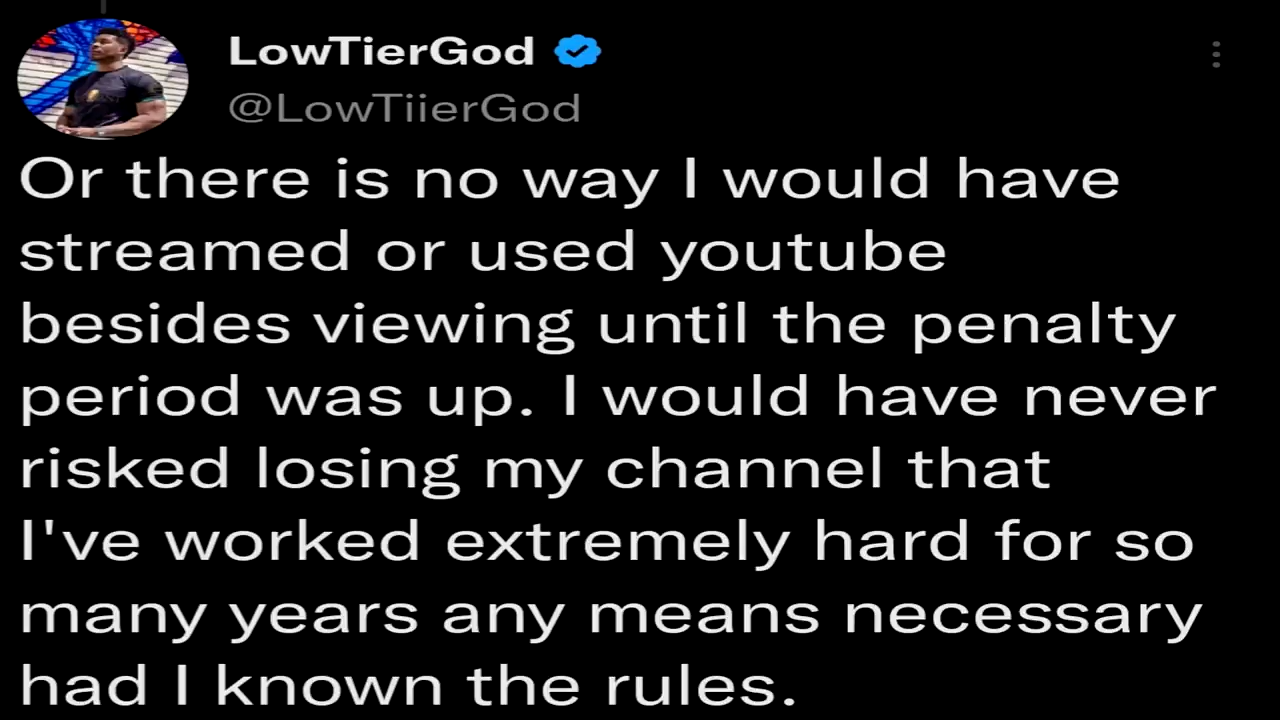 LowTierGod
@LowTiierGod
Or there is no way I would have
streamed or used youtube
besides viewing until the penalty
period was up. I would have never
risked losing my channel that
I've worked extremely hard for so
many years any means necessary
had I known the rules.